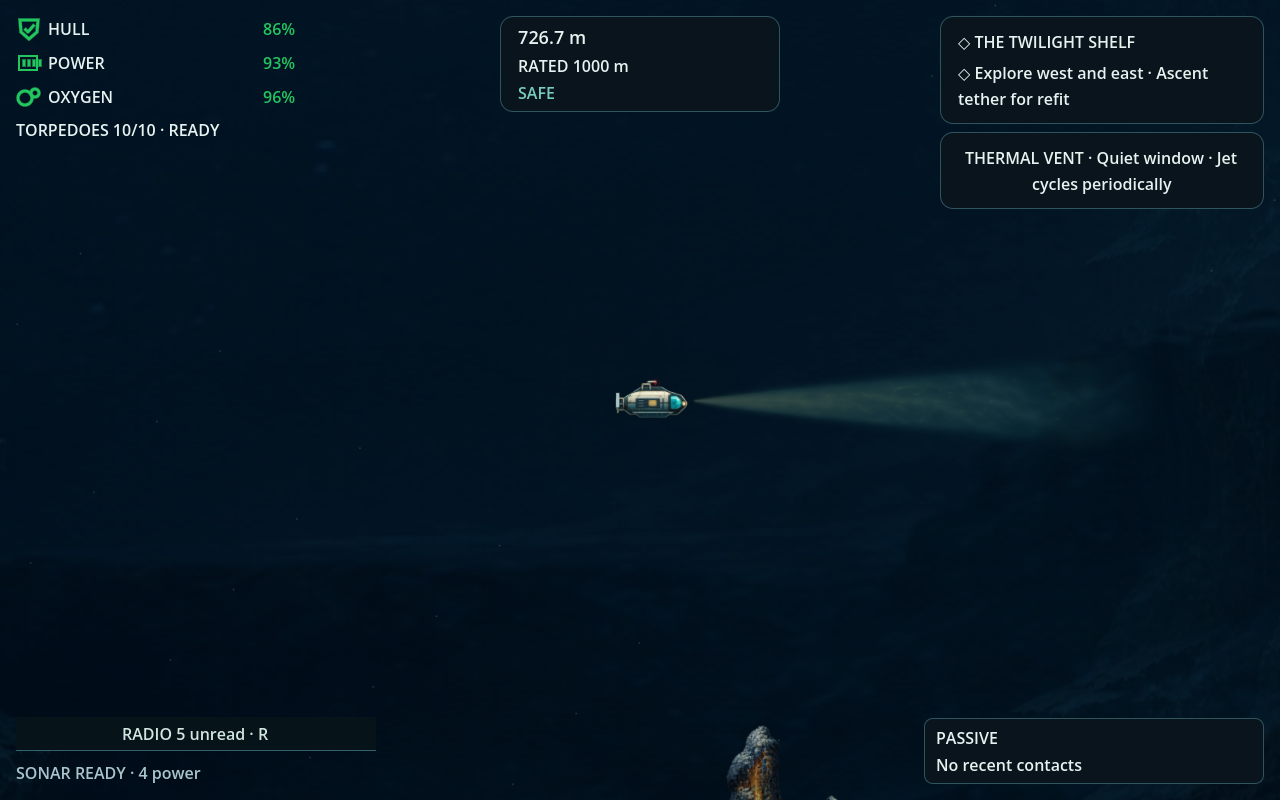 HULL 86%
POWER 93%
OXYGEN 96%
TORPEDOES 10/10 · READY
726.7 m
RATED 1000 m
SAFE
◇ THE TWILIGHT SHELF
◇ Explore west and east · Ascent
tether for refit
THERMAL VENT · Quiet window · Jet
cycles periodically
RADIO 5 unread · R
SONAR READY · 4 power
PASSIVE
No recent contacts